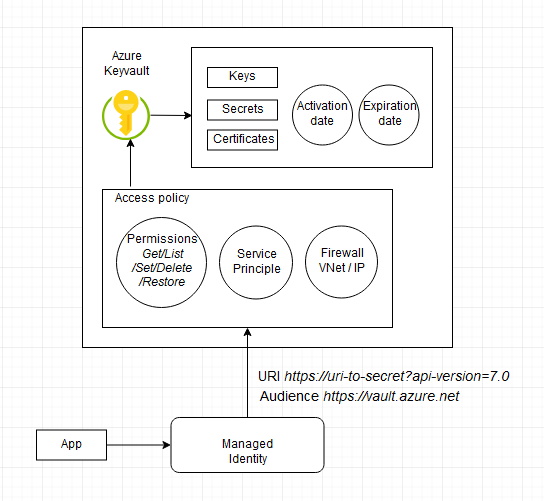 Azure
Keyvault
Keys
Secrets
Certificates
Activation
date
Expiration
date
Access policy
Permissions
Get/List
/Set/Delete
/Restore
Service
Principle
Firewall
VNet / IP
URI https://uri-to-secret?api-version=7.0
Audience https://vault.azure.net
App
Managed
Identity